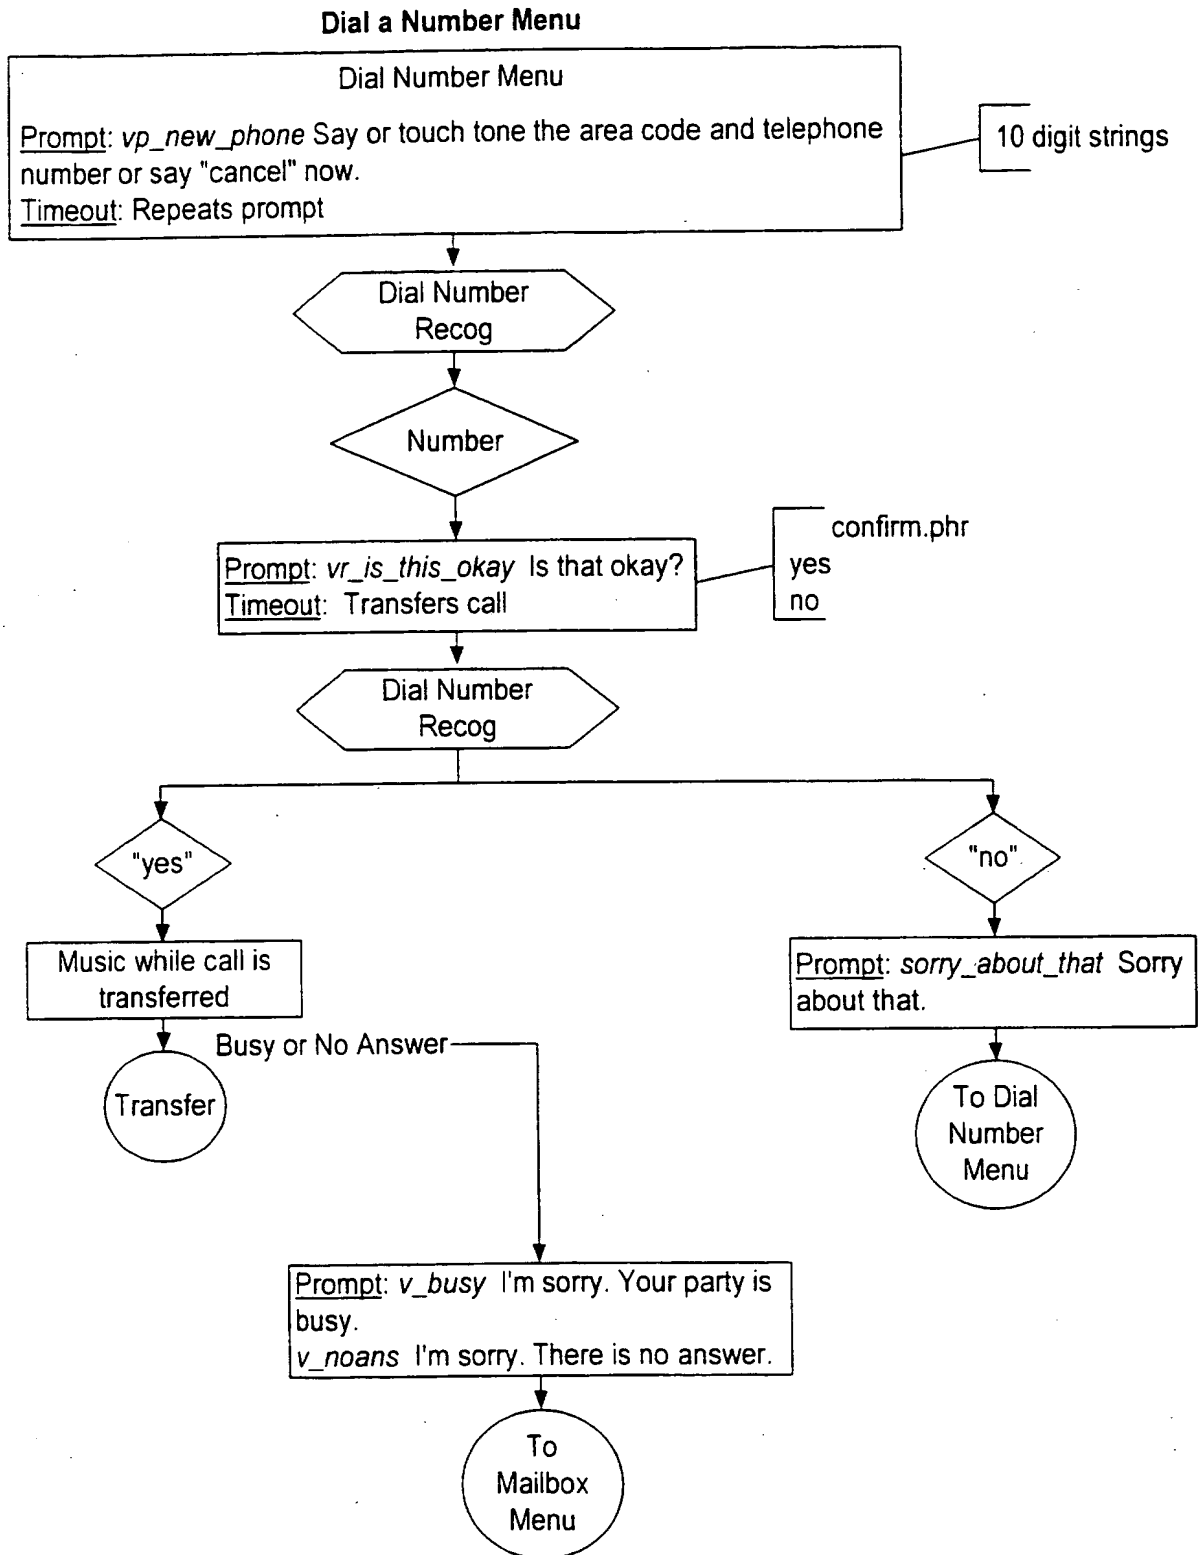 Dial a Number Menu
Dial Number Menu
Prompt: vp_new_phone Say or touch tone the area code and telephone
number or say "cancel" now.
Timeout: Repeats prompt
10 digit strings
Dial Number
Recog
Number
Prompt: vr_is_this_okay Is that okay?
Timeout: Transfers call
confirm.phr
yes
no
Dial Number
Recog
"yes"
"no"
Music while call is
transferred
Prompt: sorry_about_that Sorry
about that.
Busy or No Answer
Transfer
To Dial
Number
Menu
Prompt: v_busy I'm sorry. Your party is
busy.
v_noans I'm sorry. There is no answer.
To
Mailbox
Menu